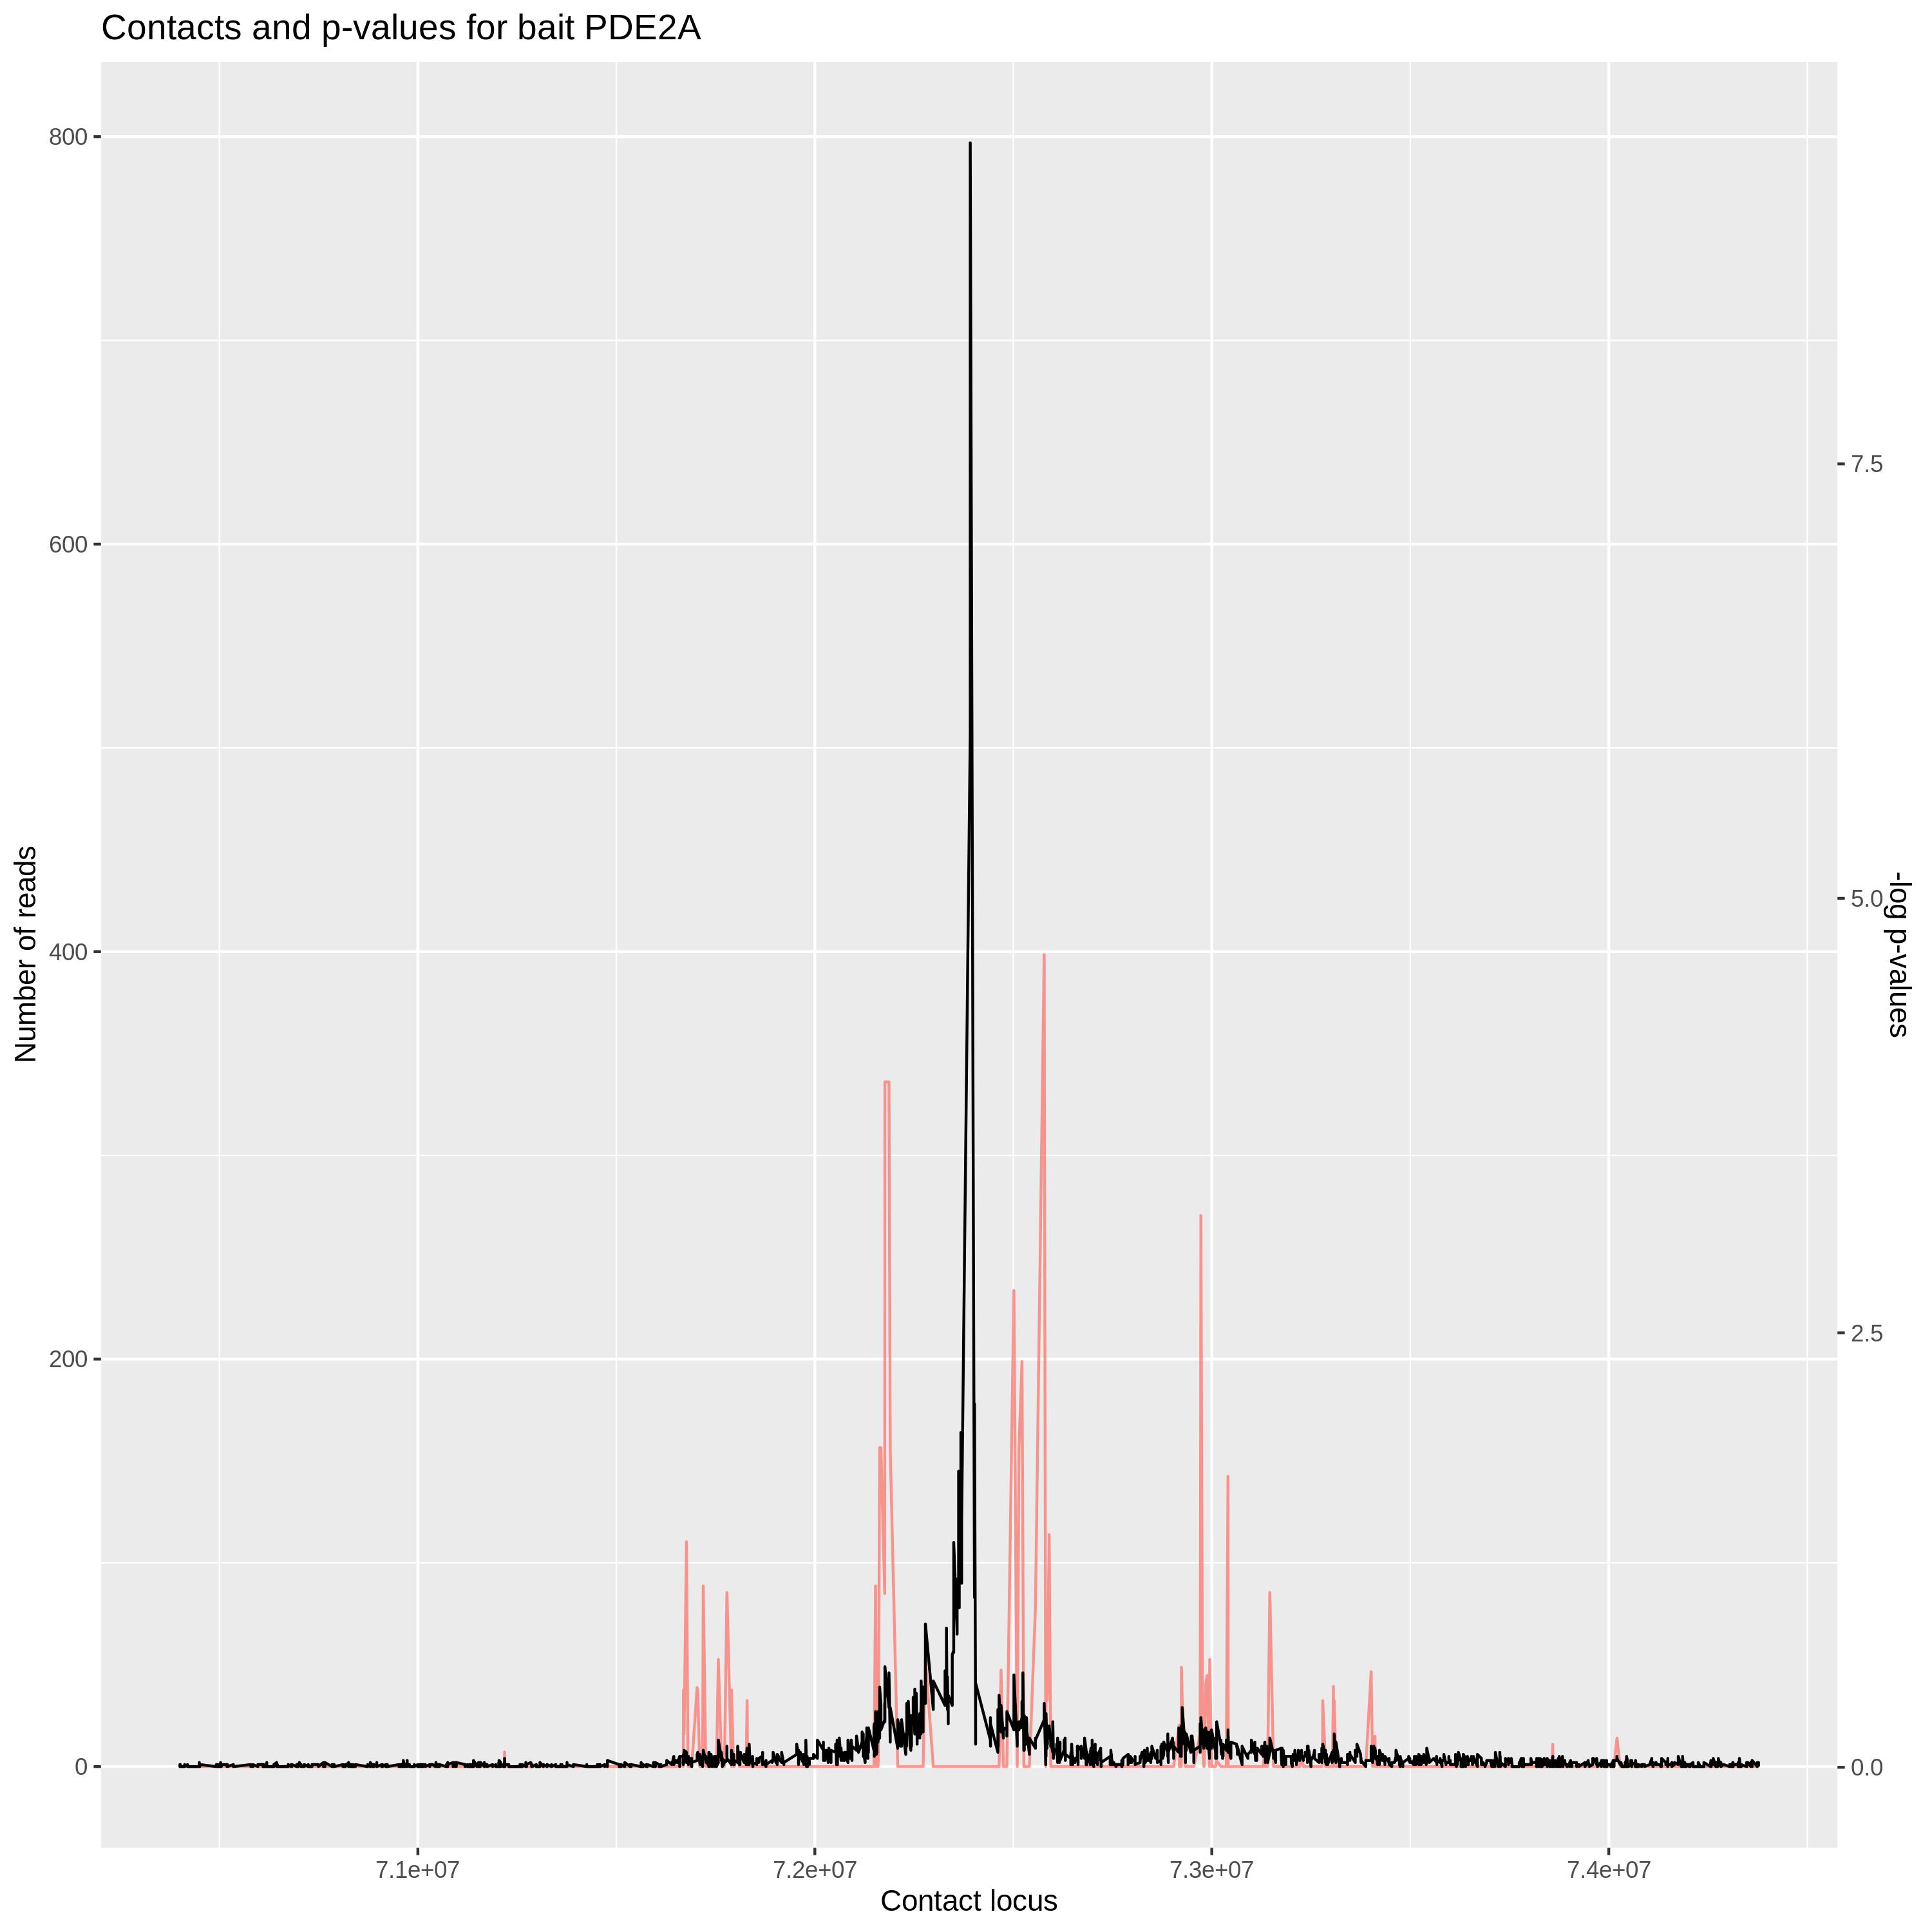 Contacts and p-values for bait PDE2A
800
600
400
200
0
Number of reads
7.5
5.0
2.5
0.0
-log p-values
7.1e+07
7.2e+07
7.3e+07
7.4e+07
Contact locus